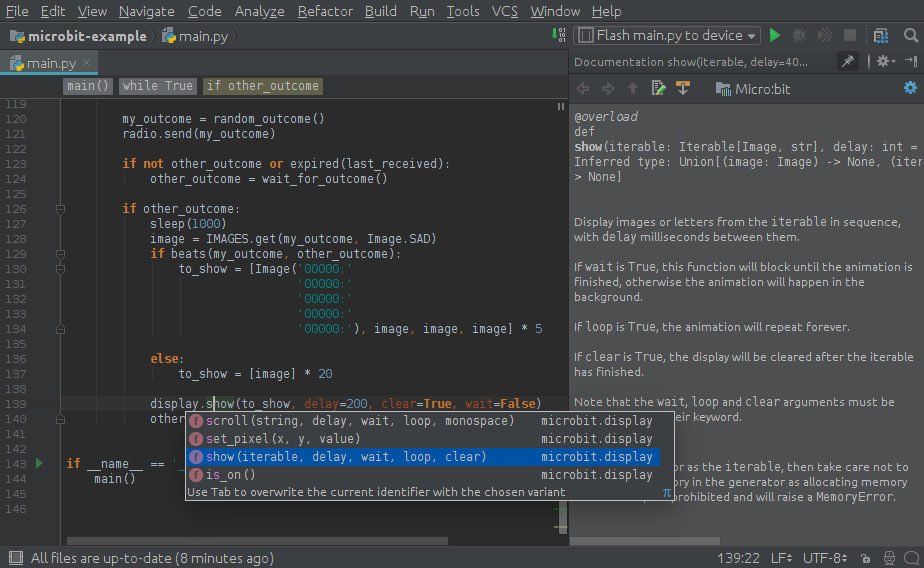 File Edit View Navigate Code Analyze Refactor Build Run Tools VCS Window Help
microbit-example main.py Flash main.py to device
main.py
Documentation show(iterable, delay=40...
main() while True if other_outcome
Micro:bit
119
120 my_outcome = random_outcome()
121 radio.send(my_outcome)
122
123 if not other_outcome or expired(last_received):
124 other_outcome = wait_for_outcome()
125
126 if other_outcome:
127 sleep(1000)
128 image = IMAGES.get(my_outcome, Image.SAD)
129 if beats(my_outcome, other_outcome):
130 to_show = [Image('00000:'
131 '00000:'
132 '00000:'
133 '00000:'
134 '00000:'), image, image, image] * 5
135
136 else:
137 to_show = [image] * 20
138
139 display.show(to_show, delay=200, clear=True, wait=False)
140 other
141
142
143 if __name__ == '_
144 main()
145
146
f scroll(string, delay, wait, loop, monospace) microbit.display
f set_pixel(x, y, value) microbit.display
f show(iterable, delay, wait, loop, clear) microbit.display
f is_on() microbit.display
Use Tab to overwrite the current identifier with the chosen variant π
@overload
def
show(iterable: Iterable[Image, str], delay: int =
Inferred type: Union[(image: Image) -> None, (iter
> None]
Display images or letters from the iterable in sequence,
with delay milliseconds between them.
If wait is True, this function will block until the animation is
finished, otherwise the animation will happen in the
background.
If loop is True, the animation will repeat forever.
If clear is True, the display will be cleared after the iterable
has finished.
Note that the wait, loop and clear arguments must be
eir keyword.
or as the iterable, then take care not to
ory in the generator as allocating memory
prohibited and will raise a MemoryError.
All files are up-to-date (8 minutes ago) 139:22 LF UTF-8